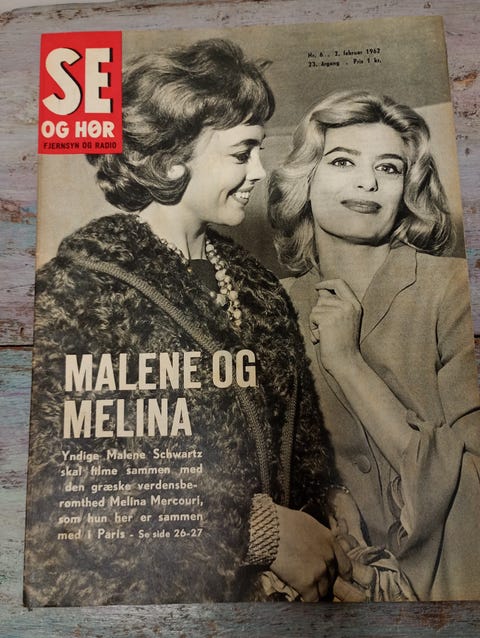 SE
OG HØR
FJERNSYN OG RADIO
Nr. 6 . 2. februar 1962
23. årgang . Pris 1 kr.
MALENE OG
MELINA
Yndige Malene Schwartz
skal filme sammen med
den græske verdensbe-
rømthed Melina Mercouri,
som hun her er sammen
med i Paris - Se side 26-27